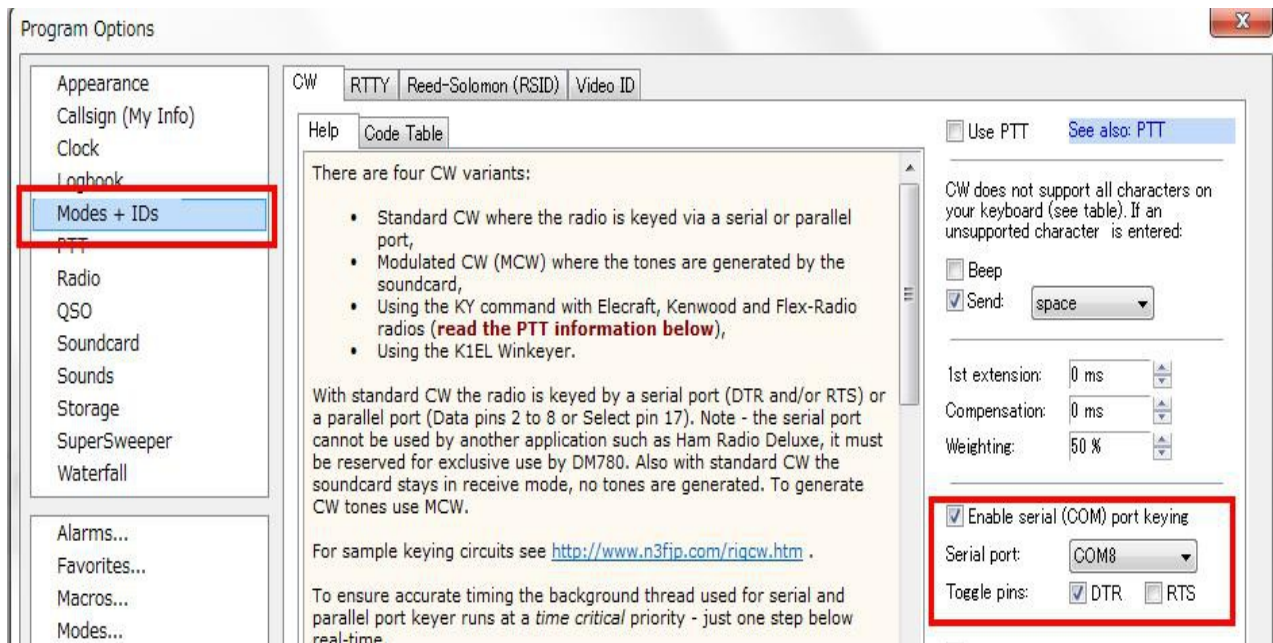 Program Options
X
Appearance
Callsign (My Info)
Clock
Logbook
Modes + IDs
PTT
Radio
QSO
Soundcard
Sounds
Storage
SuperSweeper
Waterfall
Alarms...
Favorites...
Macros...
Modes...
CW
RTTY
Reed-Solomon (RSID)
Video ID
Help
Code Table
There are four CW variants:
• Standard CW where the radio is keyed via a serial or parallel
port,
• Modulated CW (MCW) where the tones are generated by the
soundcard,
• Using the KY command with Elecraft, Kenwood and Flex-Radio
radios (read the PTT information below),
• Using the K1EL Winkeyer.
With standard CW the radio is keyed by a serial port (DTR and/or RTS) or
a parallel port (Data pins 2 to 8 or Select pin 17). Note - the serial port
cannot be used by another application such as Ham Radio Deluxe, it must
be reserved for exclusive use by DM780. Also with standard CW the
soundcard stays in receive mode, no tones are generated. To generate
CW tones use MCW.
For sample keying circuits see http://www.n3fjp.com/rigcw.htm .
To ensure accurate timing the background thread used for serial and
parallel port keyer runs at a time critical priority - just one step below
real-time.
Use PTT
See also: PTT
CW does not support all characters on
your keyboard (see table). If an
unsupported character is entered:
Beep
Send: space
1st extension: 0 ms
Compensation: 0 ms
Weighting: 50 %
Enable serial (COM) port keying
Serial port: COM8
Toggle pins: DTR RTS